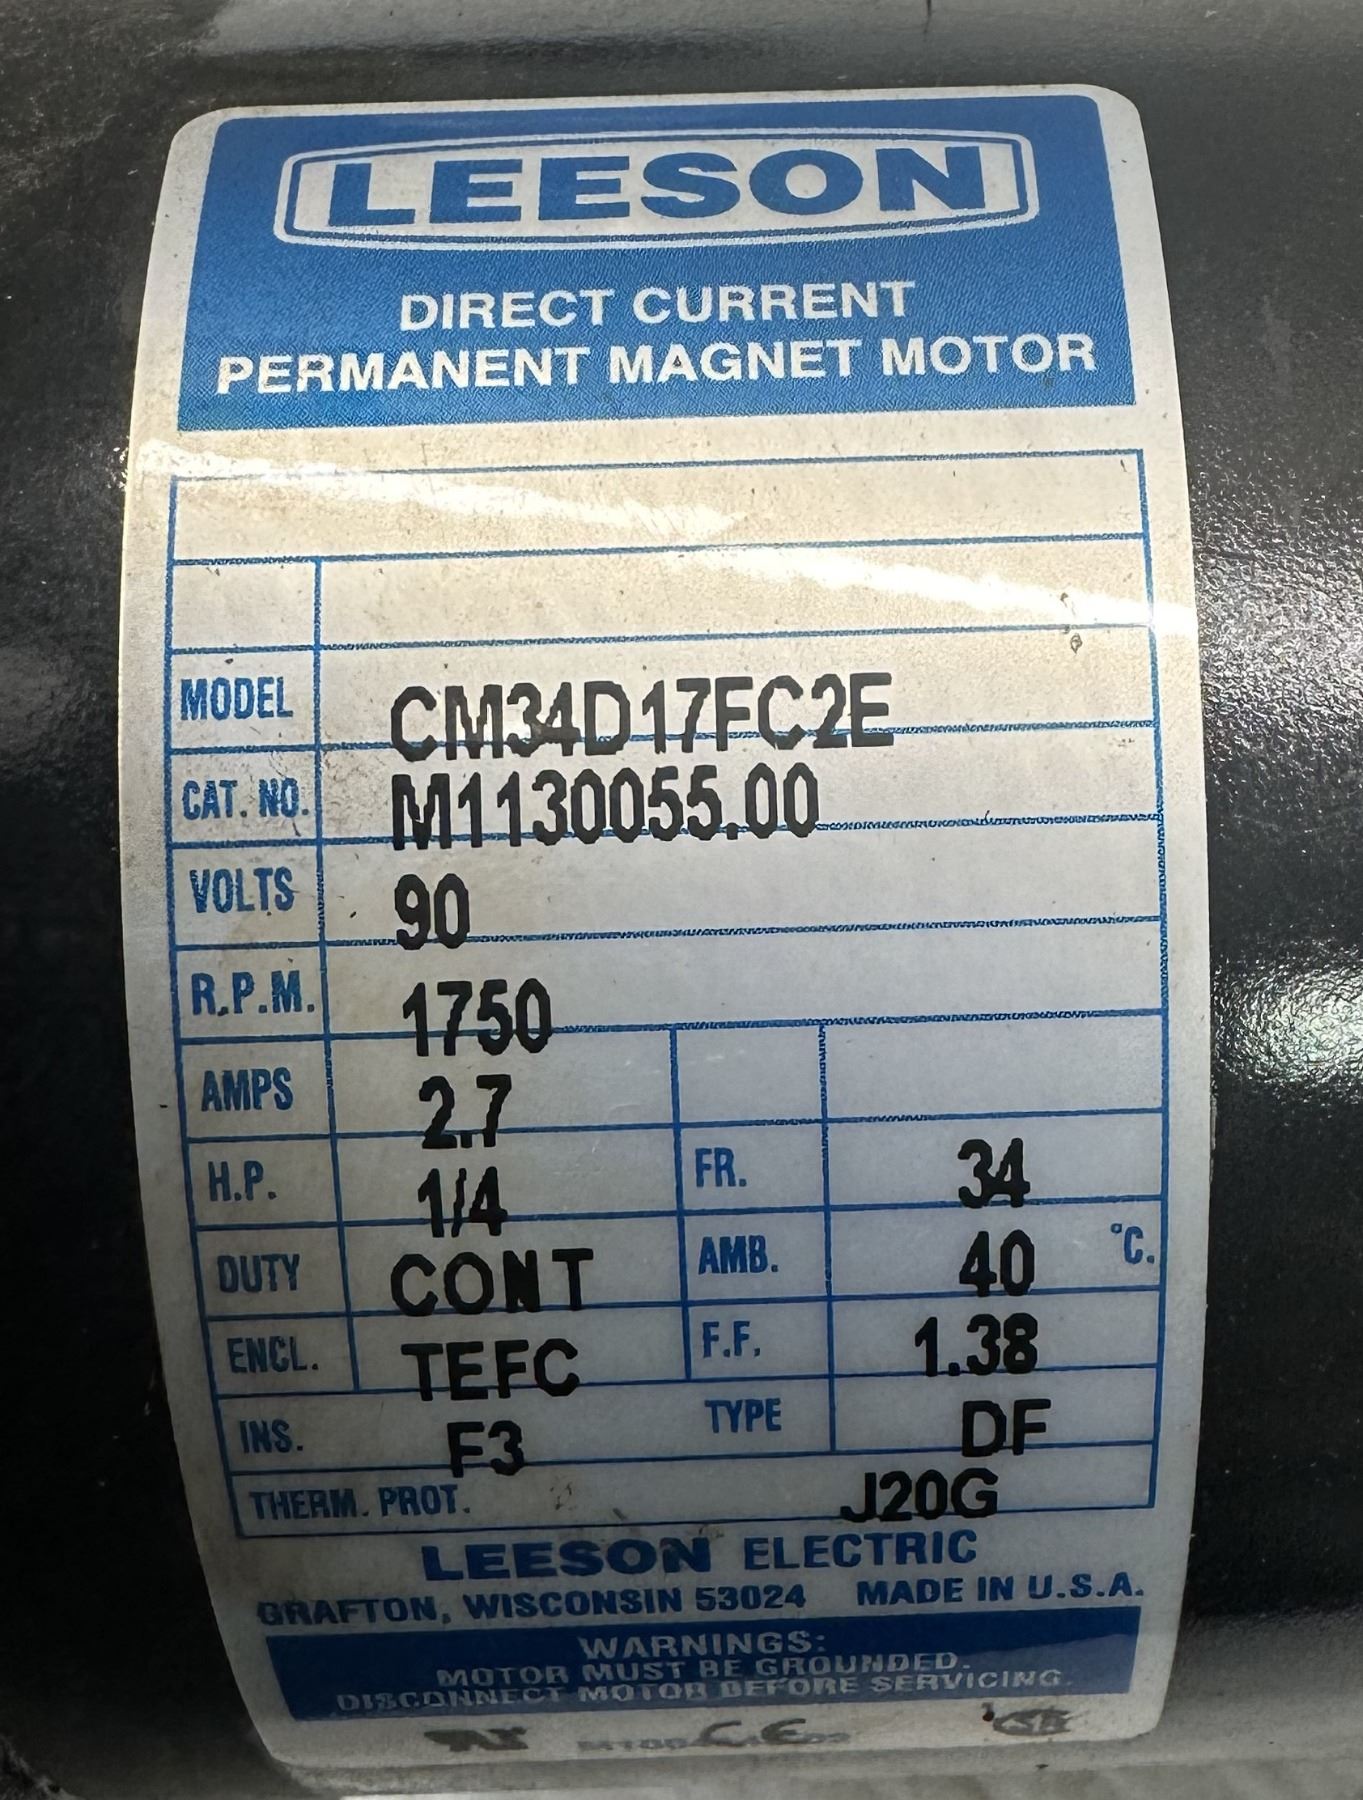 LEESON
DIRECT CURRENT
PERMANENT MAGNET MOTOR
MODEL CM34D17FC2E
CAT. NO. M1130055.00
VOLTS 90
R.P.M. 1750
AMPS 2.7
H.P. 1/4 FR. 34
DUTY CONT AMB. 40 °C.
ENCL. TEFC F.F. 1.38
INS. F3 TYPE DF
THERM. PROT. J20G
LEESON ELECTRIC
GRAFTON, WISCONSIN 53024 MADE IN U.S.A.
WARNINGS:
MOTOR MUST BE GROUNDED.
DISCONNECT MOTOR BEFORE SERVICING.
CE